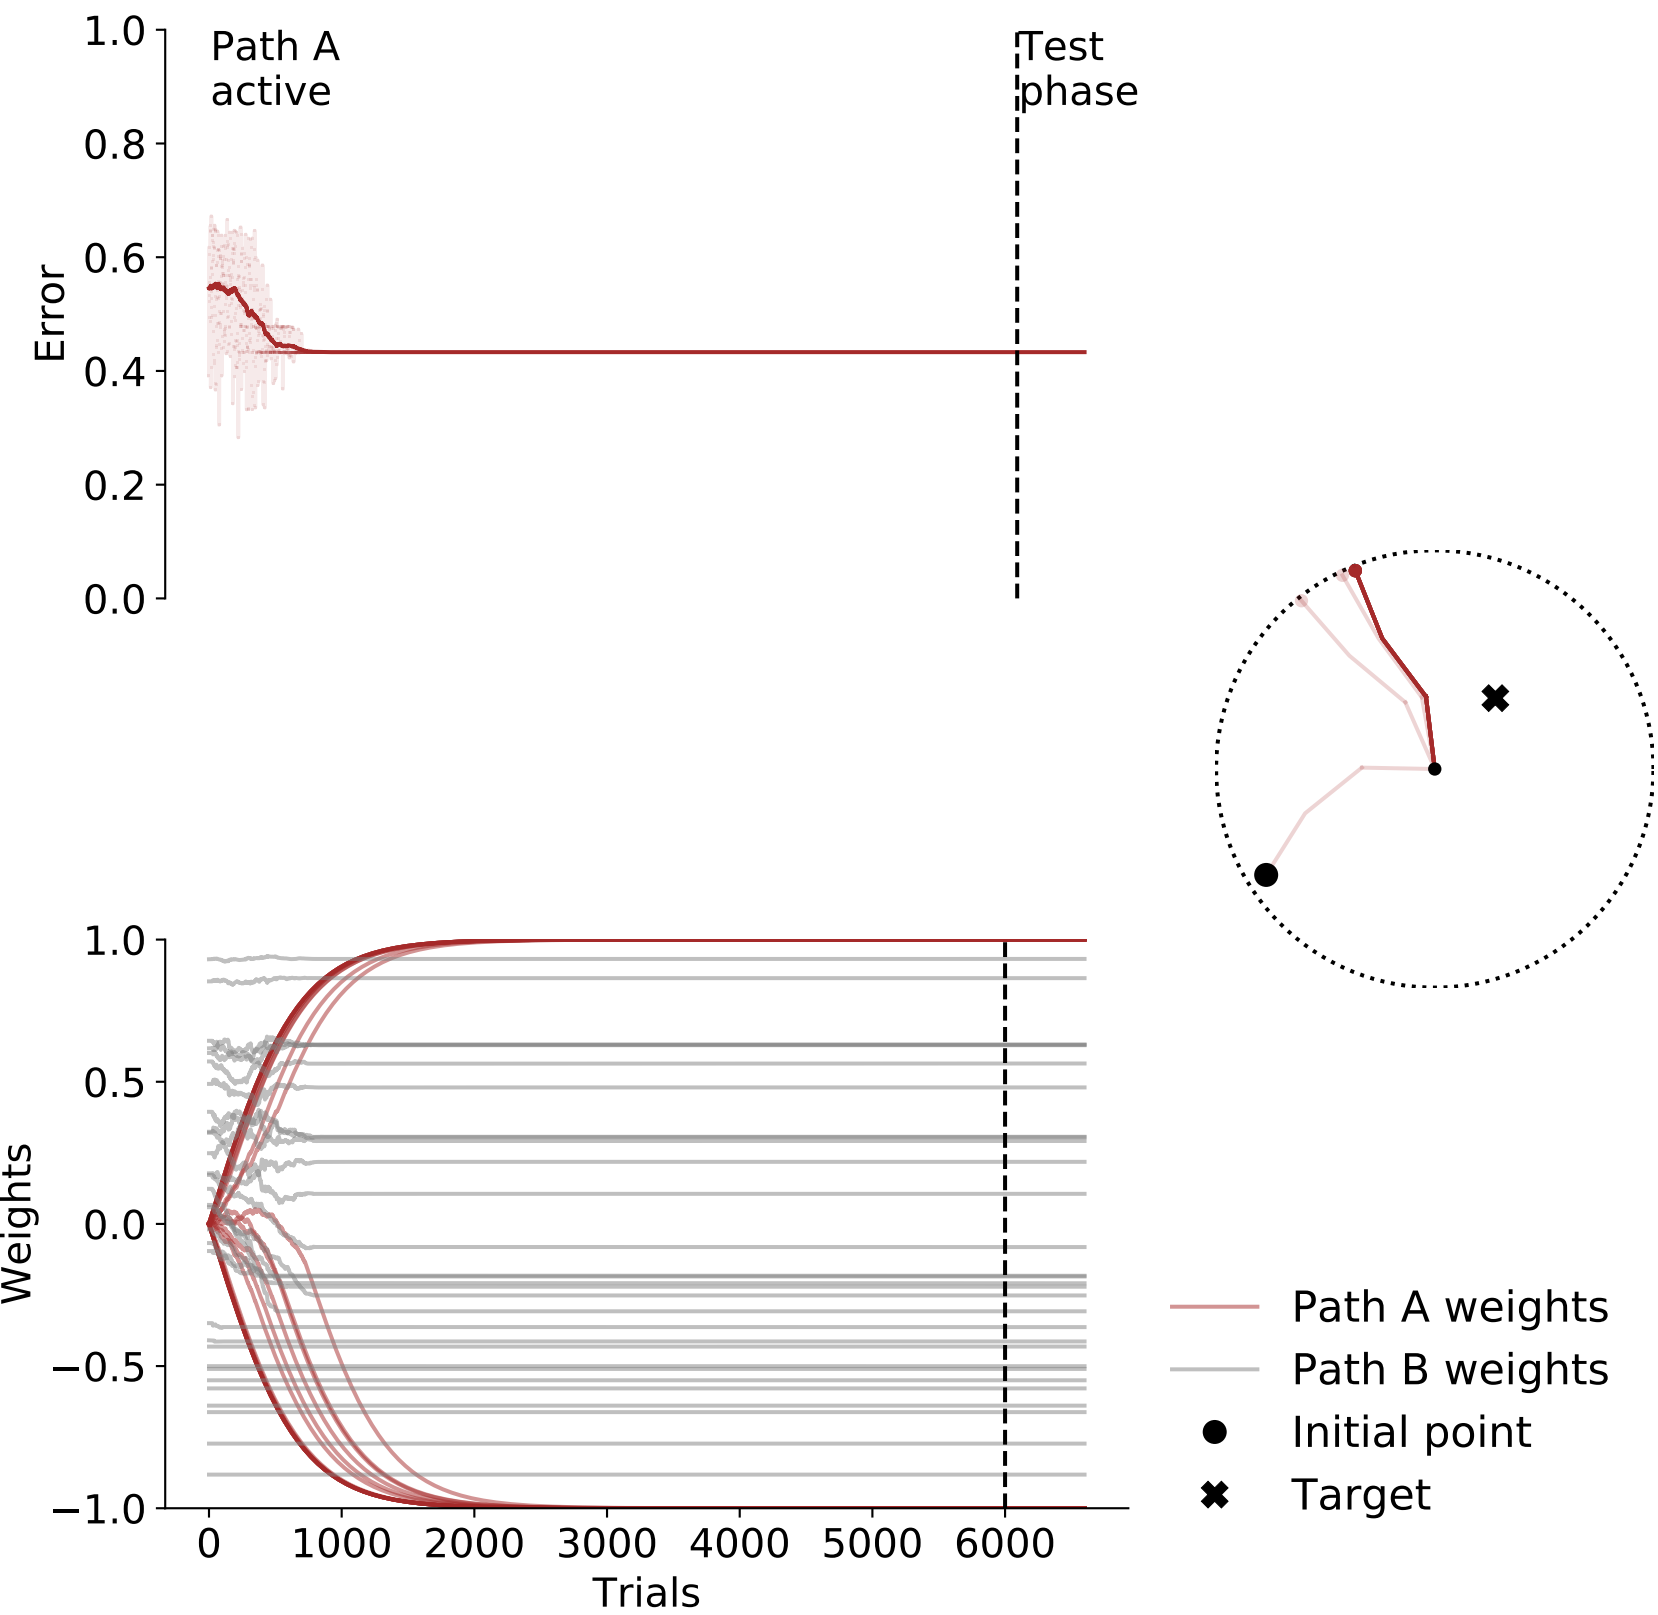 1.0
Path A
active
Test
phase
0.8
0.6
0.4
0.2
0.0
Error
1.0
0.5
0.0
−0.5
−1.0
Weights
0 1000 2000 3000 4000 5000 6000
Trials
Path A weights
Path B weights
Initial point
Target